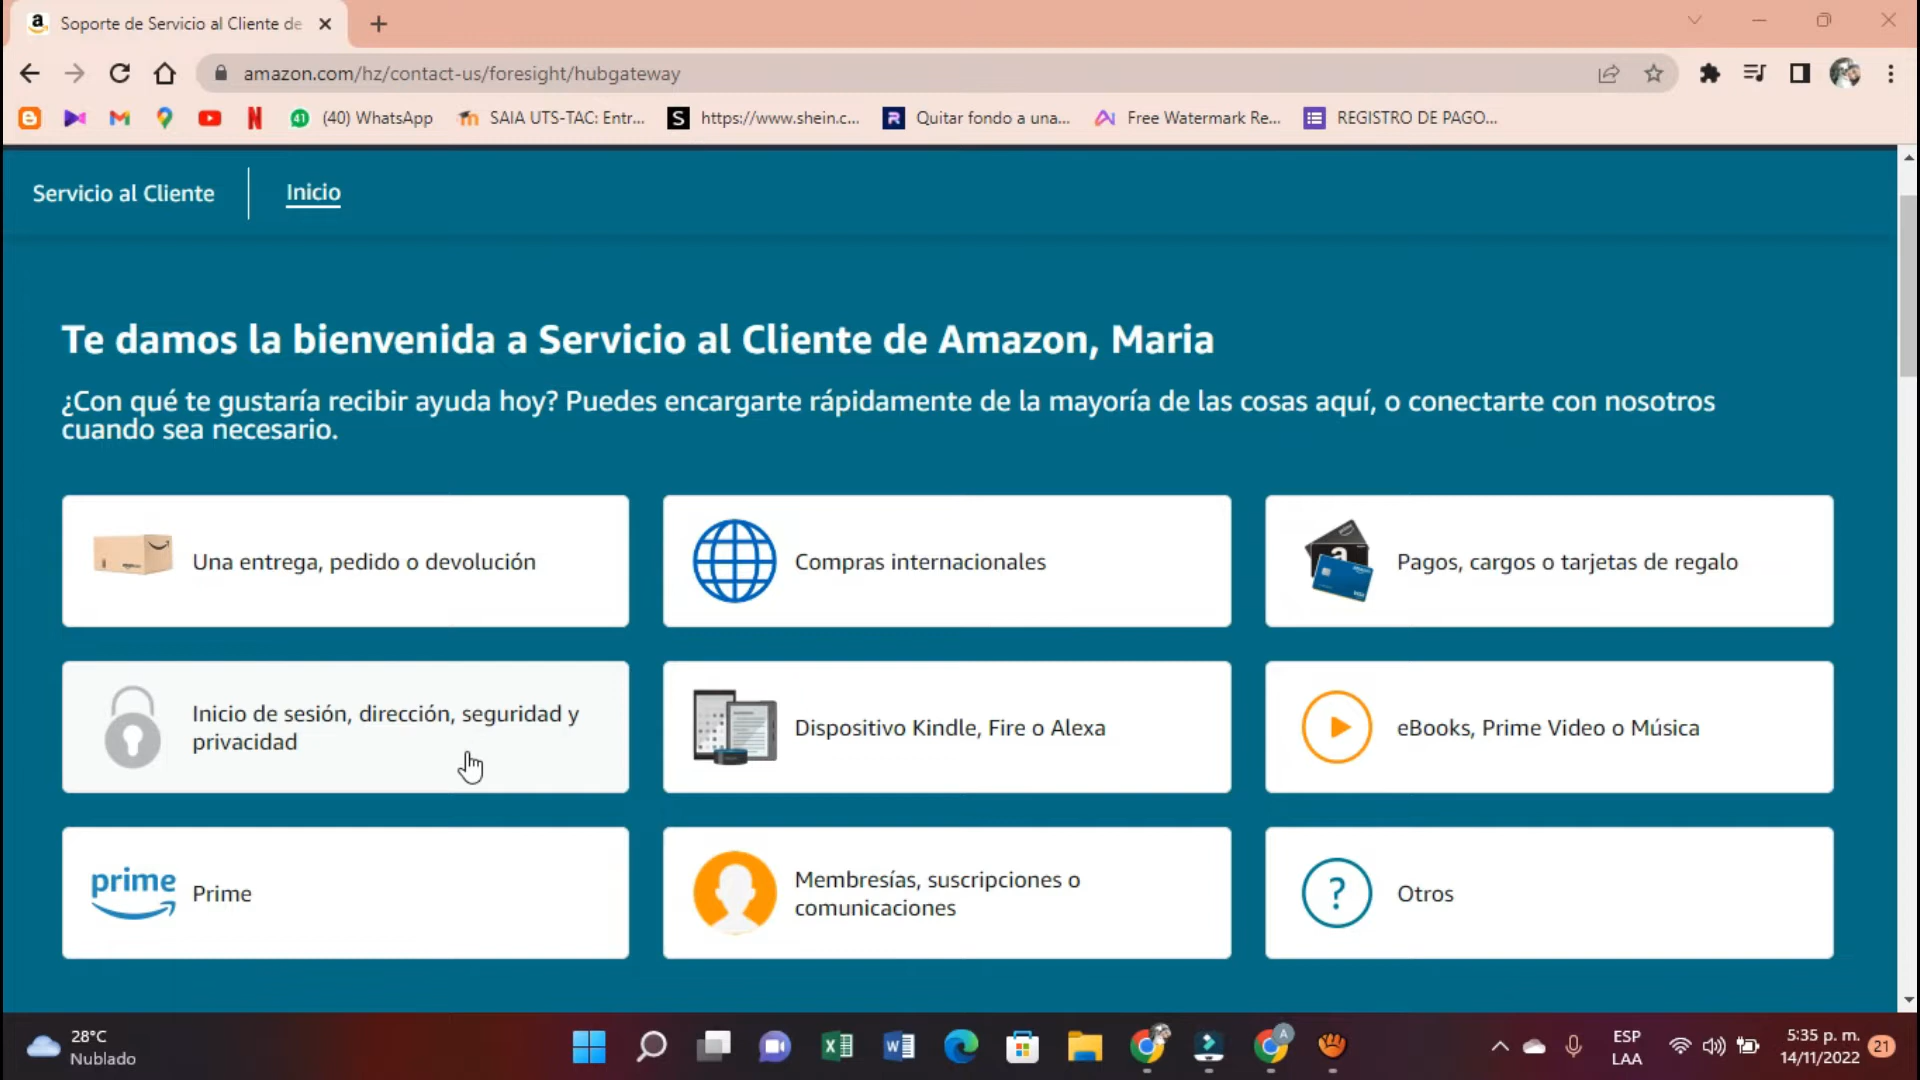 Soporte de Servicio al Cliente de
amazon.com/hz/contact-us/foresight/hubgateway
41 (40) WhatsApp SAIA UTS-TAC: Entr... S https://www.shein.c... R Quitar fondo a una... Free Watermark Re... REGISTRO DE PAGO...
Servicio al Cliente Inicio
Te damos la bienvenida a Servicio al Cliente de Amazon, Maria
¿Con qué te gustaría recibir ayuda hoy? Puedes encargarte rápidamente de la mayoría de las cosas aquí, o conectarte con nosotros
cuando sea necesario.
Una entrega, pedido o devolución
Compras internacionales
Pagos, cargos o tarjetas de regalo
Inicio de sesión, dirección, seguridad y
privacidad
Dispositivo Kindle, Fire o Alexa
eBooks, Prime Video o Música
prime Prime
Membresías, suscripciones o
comunicaciones
? Otros
28°C
Nublado
ESP
LAA
5:35 p. m.
14/11/2022
21